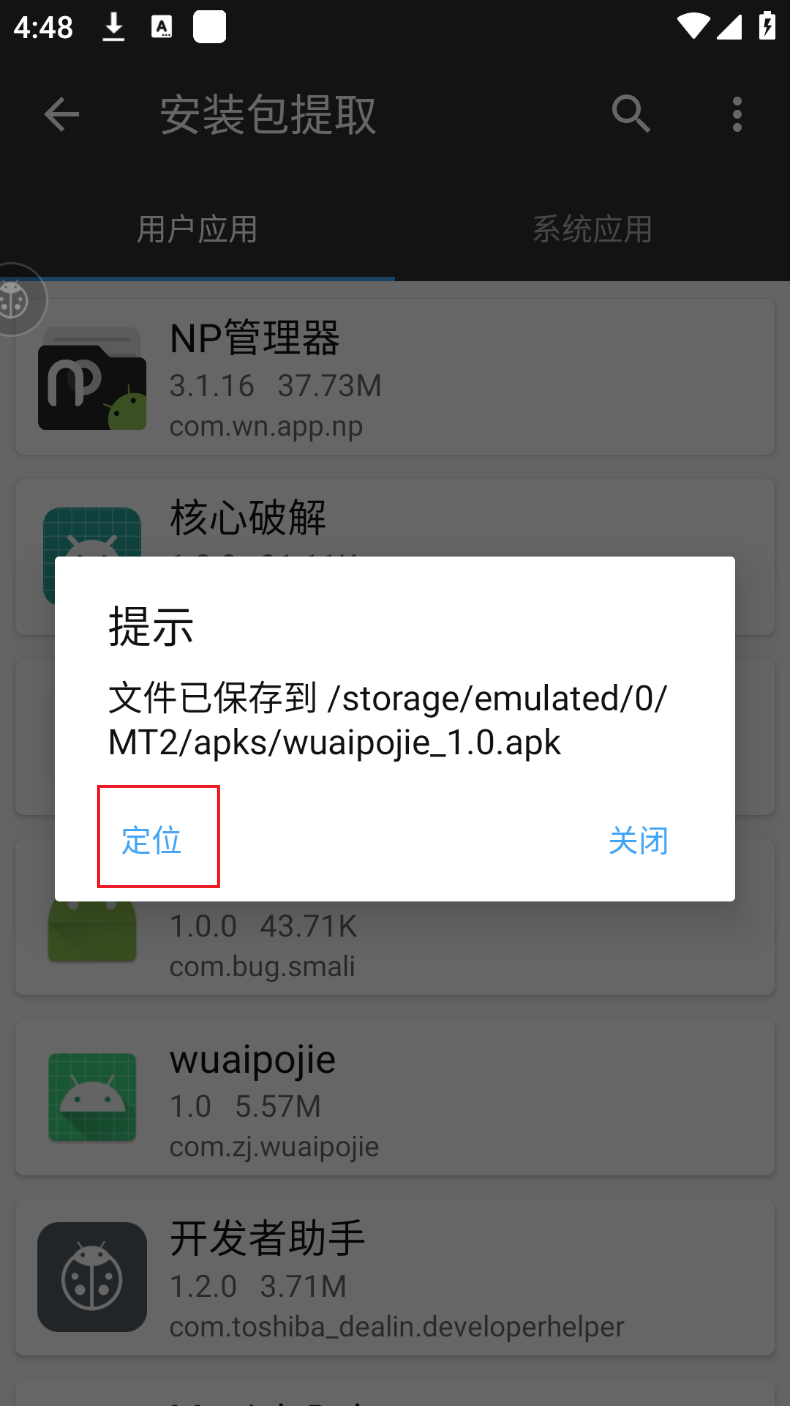 4:48
安装包提取
用户应用
系统应用
NP管理器
3.1.16 37.73M
com.wn.app.np
核心破解
提示
文件已保存到 /storage/emulated/0/
MT2/apks/wuaipojie_1.0.apk
定位
关闭
1.0.0 43.71K
com.bug.smali
wuaipojie
1.0 5.57M
com.zj.wuaipojie
开发者助手
1.2.0 3.71M
com.toshiba_dealin.developerhelper